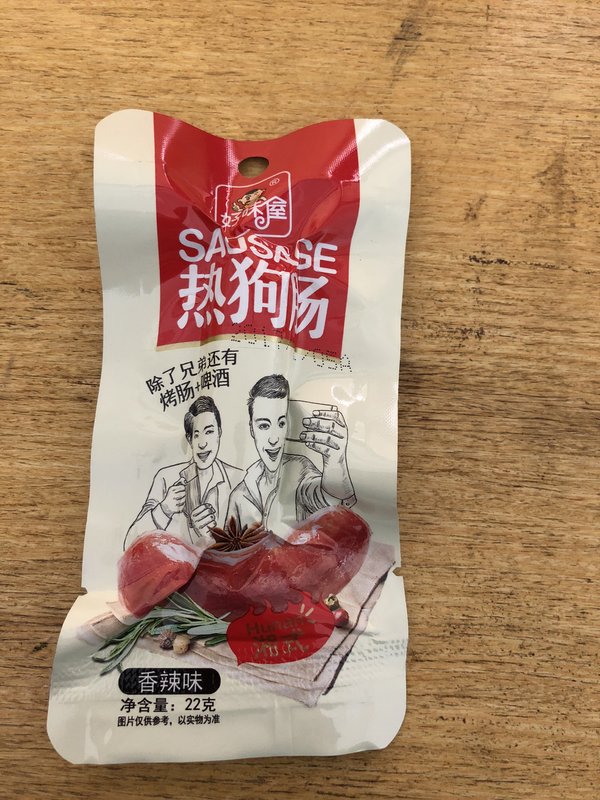 好味屋
®
SAUSAGE
热狗肠
除了兄弟还有
烤肠+啤酒
香辣味
净含量：22克
图片仅供参考，以实物为准